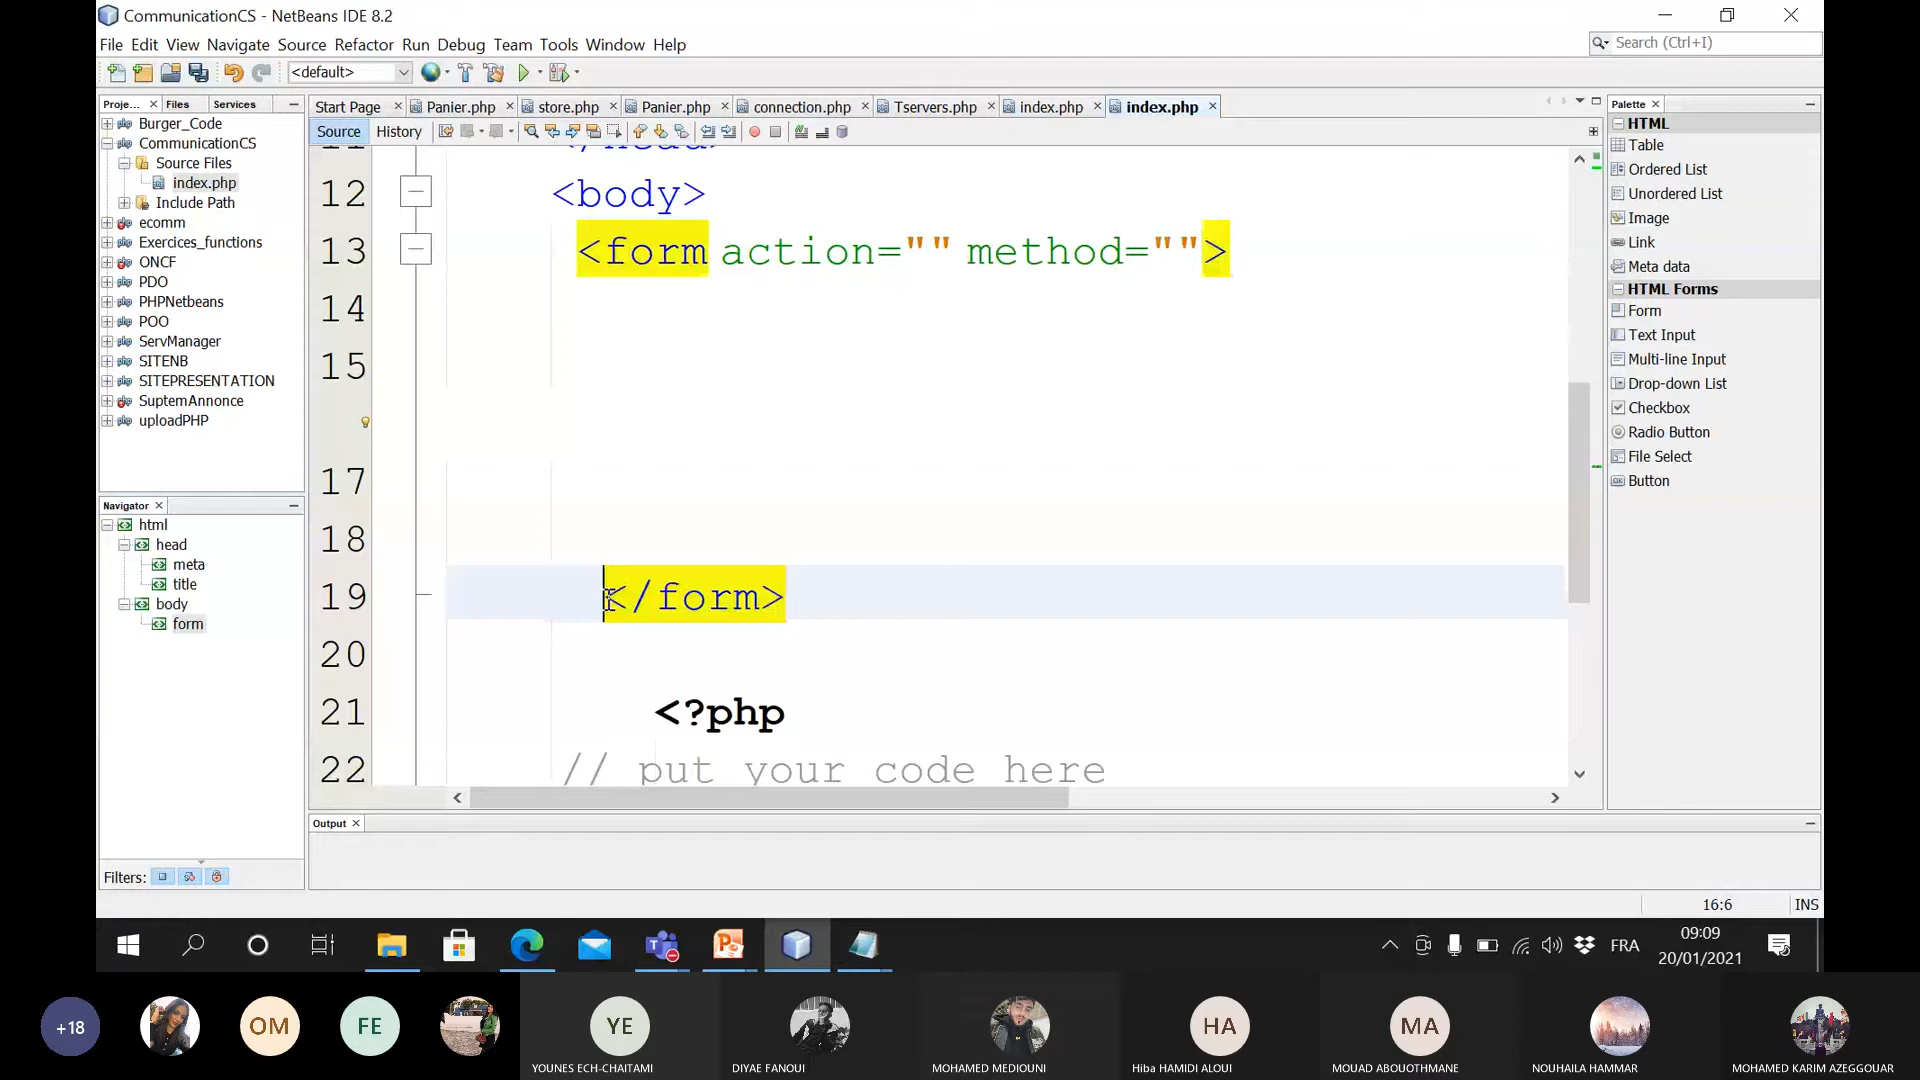 CommunicationCS - NetBeans IDE 8.2
File Edit View Navigate Source Refactor Run Debug Team Tools Window Help
Search (Ctrl+I)
<default>
Proje... Files Services
Burger_Code
CommunicationCS
Source Files
index.php
Include Path
ecomm
Exercices_functions
ONCF
PDO
PHPNetbeans
POO
ServManager
SITENB
SITEPRESENTATION
SuptemAnnonce
uploadPHP
Navigator
html
head
meta
title
body
form
Filters:
Start Page Panier.php store.php Panier.php connection.php Tservers.php index.php index.php
Source History
12 <body>
13 <form action="" method="">
14
15
17
18
19 </form>
20
21 <?php
22 // put your code here
Output
16:6 INS
Palette
HTML
Table
Ordered List
Unordered List
Image
Link
Meta data
HTML Forms
Form
Text Input
Multi-line Input
Drop-down List
Checkbox
Radio Button
File Select
Button
FRA
09:09
20/01/2021
+18
OM
FE
YE
YOUNES ECH-CHAITAMI
DIYAE FANOUI
MOHAMED MEDIOUNI
HA
Hiba HAMIDI ALOUI
MA
MOUAD ABOUOTHMANE
NOUHAILA HAMMAR
MOHAMED KARIM AZEGGOUAR